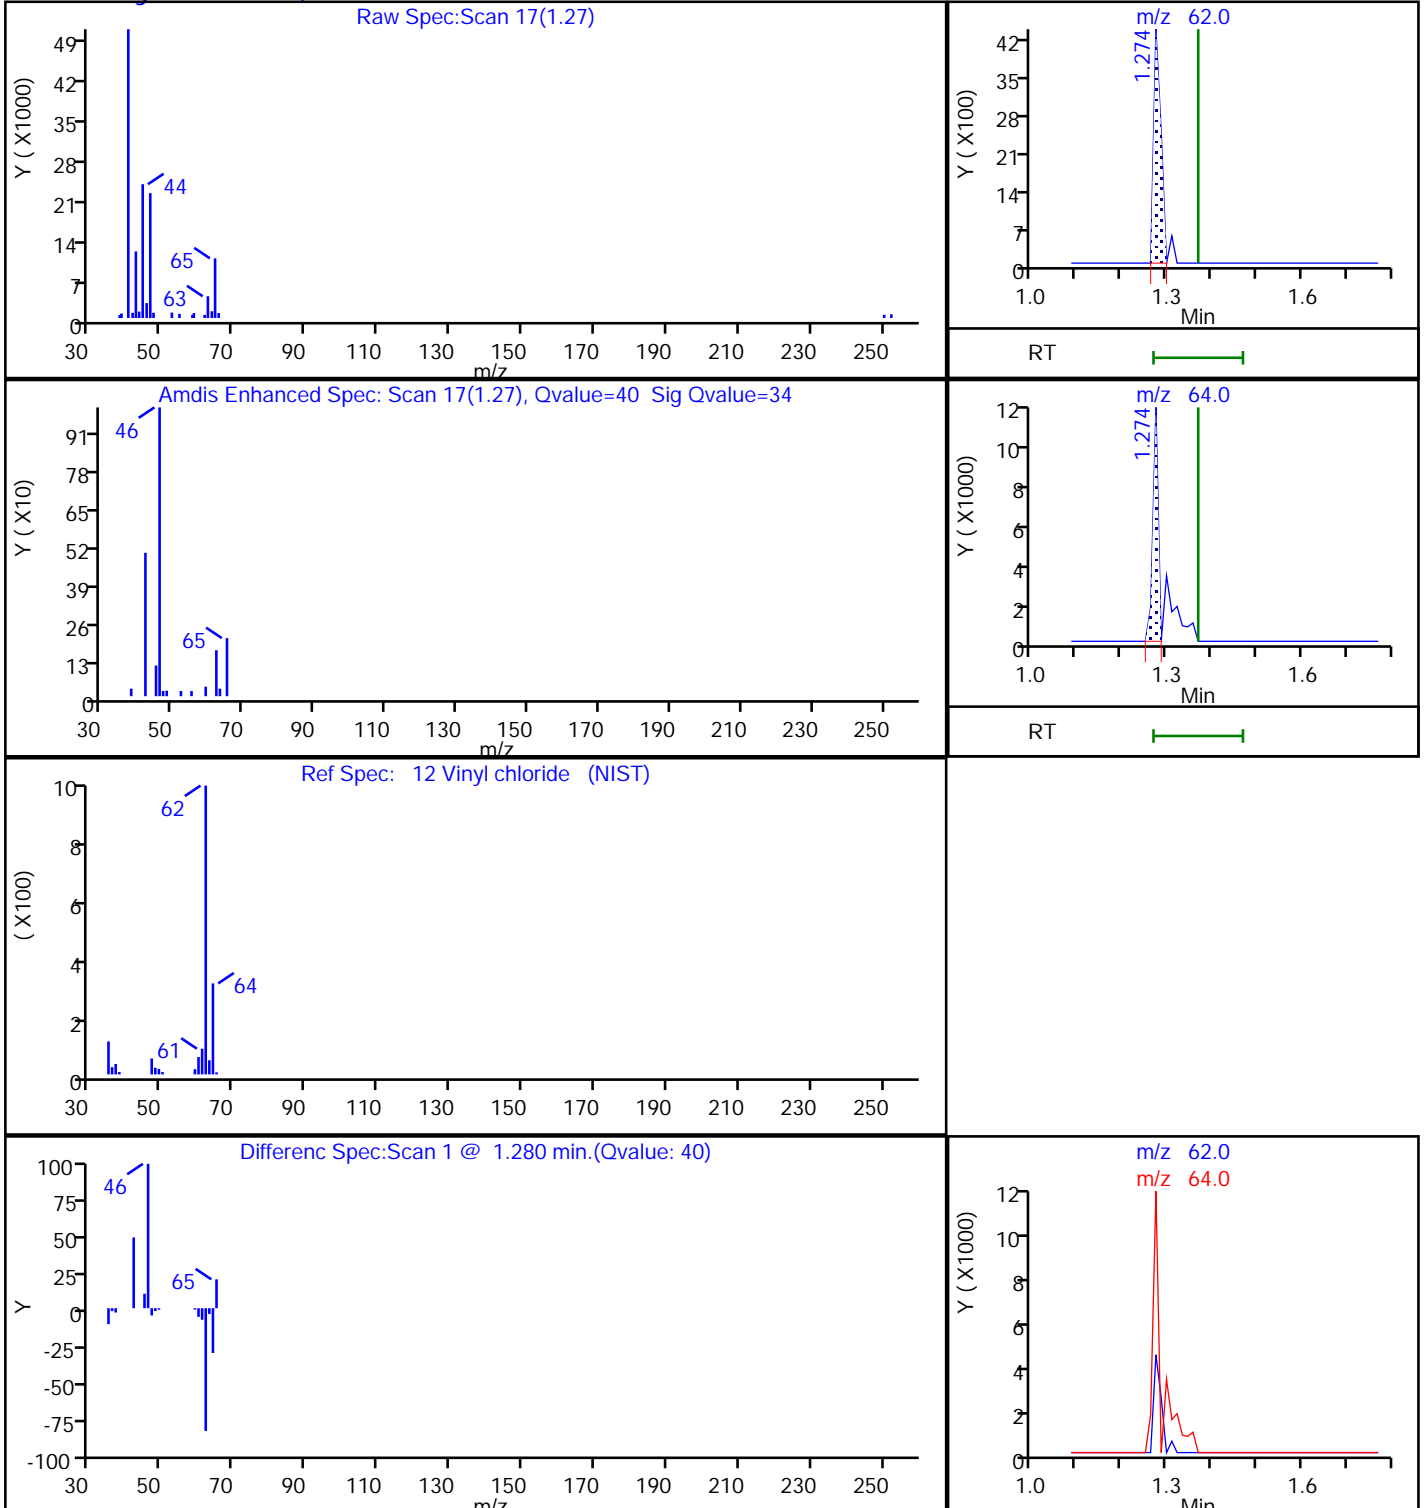 Raw Spec:Scan 17(1.27)
Y ( X1000)
49
42
35
28
21
14
7
0
44
65
63
30 50 70 90 110 130 150 170 190 210 230 250
m/z
m/z 62.0
Y ( X100)
42
35
28
21
14
7
0
1.274
1.0 1.3 1.6
Min
RT
Amdis Enhanced Spec: Scan 17(1.27), Qvalue=40 Sig Qvalue=34
Y ( X10)
91
78
65
52
39
26
13
0
46
65
30 50 70 90 110 130 150 170 190 210 230 250
m/z
m/z 64.0
Y ( X1000)
12
10
8
6
4
2
0
1.274
1.0 1.3 1.6
Min
RT
Ref Spec: 12 Vinyl chloride (NIST)
( X100)
10
8
6
4
2
0
62
64
61
30 50 70 90 110 130 150 170 190 210 230 250
Differenc Spec:Scan 1 @ 1.280 min.(Qvalue: 40)
Y
100
75
50
25
0
-25
-50
-75
-100
46
65
30 50 70 90 110 130 150 170 190 210 230 250
m/z
m/z 62.0
m/z 64.0
Y ( X1000)
12
10
8
6
4
2
0
1.0 1.3 1.6
Min